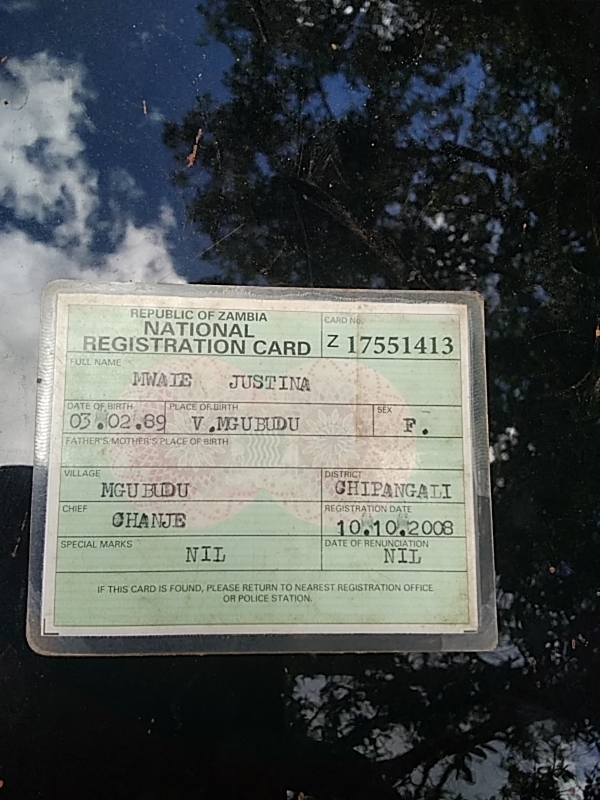 REPUBLIC OF ZAMBIA
NATIONAL
REGISTRATION CARD
CARD No.
Z 17551413
FULL NAME
MWAIE JUSTINA
DATE OF BIRTH PLACE OF BIRTH SEX
03.02.89 V.MGUBUDU F.
FATHER'S/MOTHER'S PLACE OF BIRTH
VILLAGE DISTRICT
MGUBUDU CHIPANGALI
CHIEF REGISTRATION DATE
CHANJE 10.10.2008
SPECIAL MARKS DATE OF RENUNCIATION
NIL NIL
IF THIS CARD IS FOUND, PLEASE RETURN TO NEAREST REGISTRATION OFFICE
OR POLICE STATION.